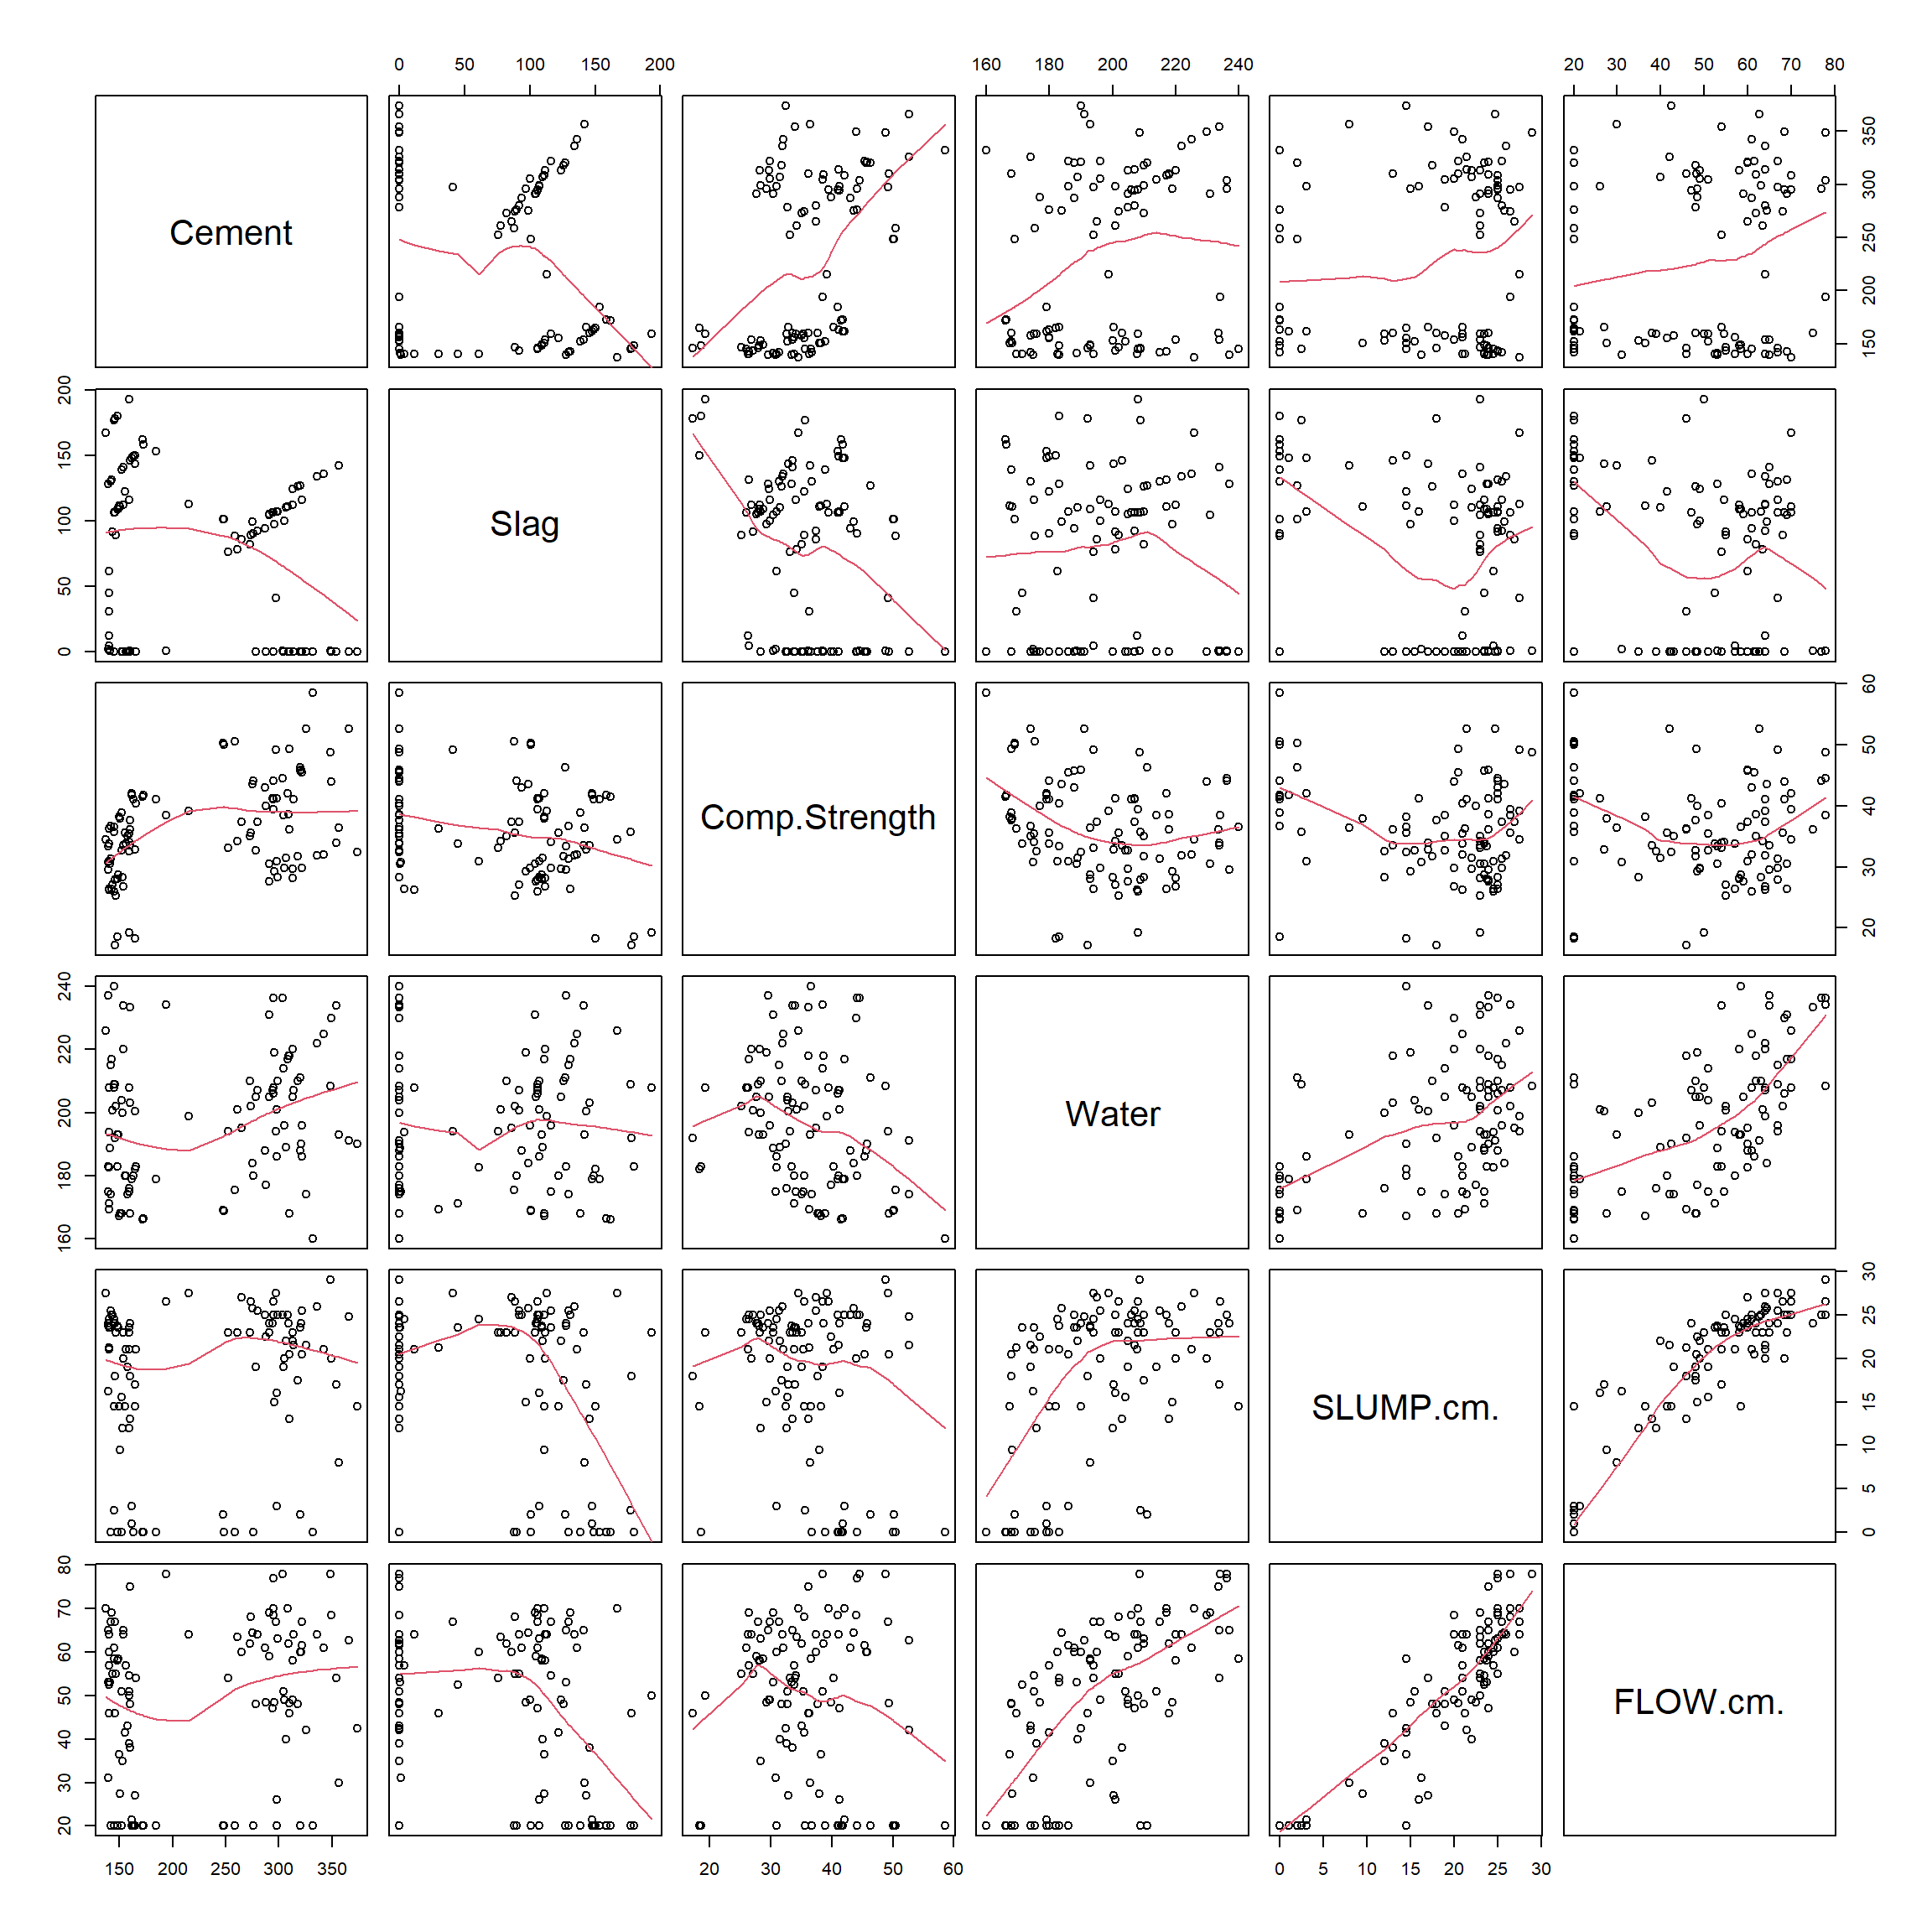 0 50 100 150 200 160 180 200 220 240 20 30 40 50 60 70 80
Cement
150 200 250 300 350
0 50 100 150 200
Slag
Comp.Strength
20 30 40 50 60
160 180 200 220 240
Water
SLUMP.cm.
0 5 10 15 20 25 30
20 30 40 50 60 70 80
FLOW.cm.
150 200 250 300 350 20 30 40 50 60 0 5 10 15 20 25 30